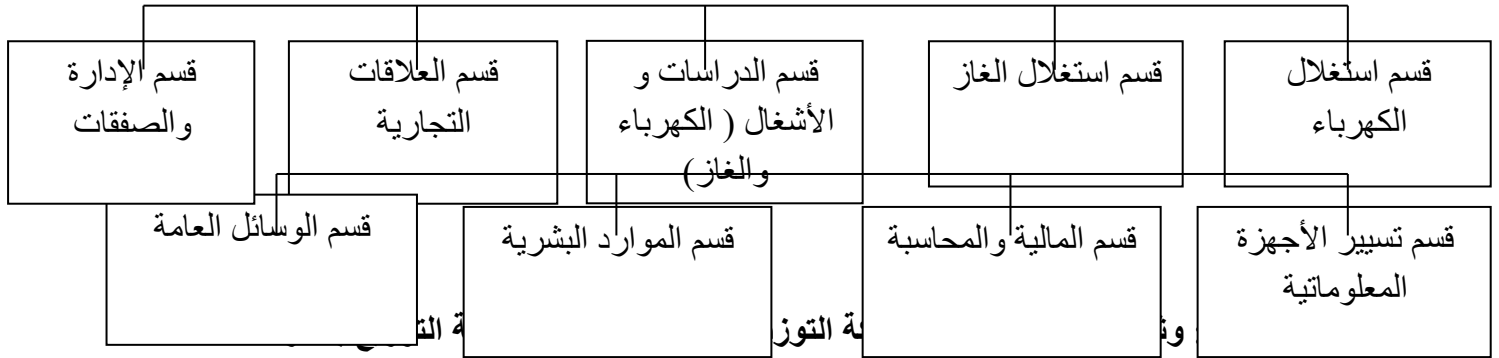 قسم استغلال
الكهرباء
قسم استغلال الغاز
قسم الدراسات و
الأشغال ( الكهرباء
والغاز)
قسم العلاقات
التجارية
قسم الإدارة
والصفقات
قسم تسيير الأجهزة
المعلوماتية
قسم المالية والمحاسبة
قسم الموارد البشرية
قسم الوسائل العامة